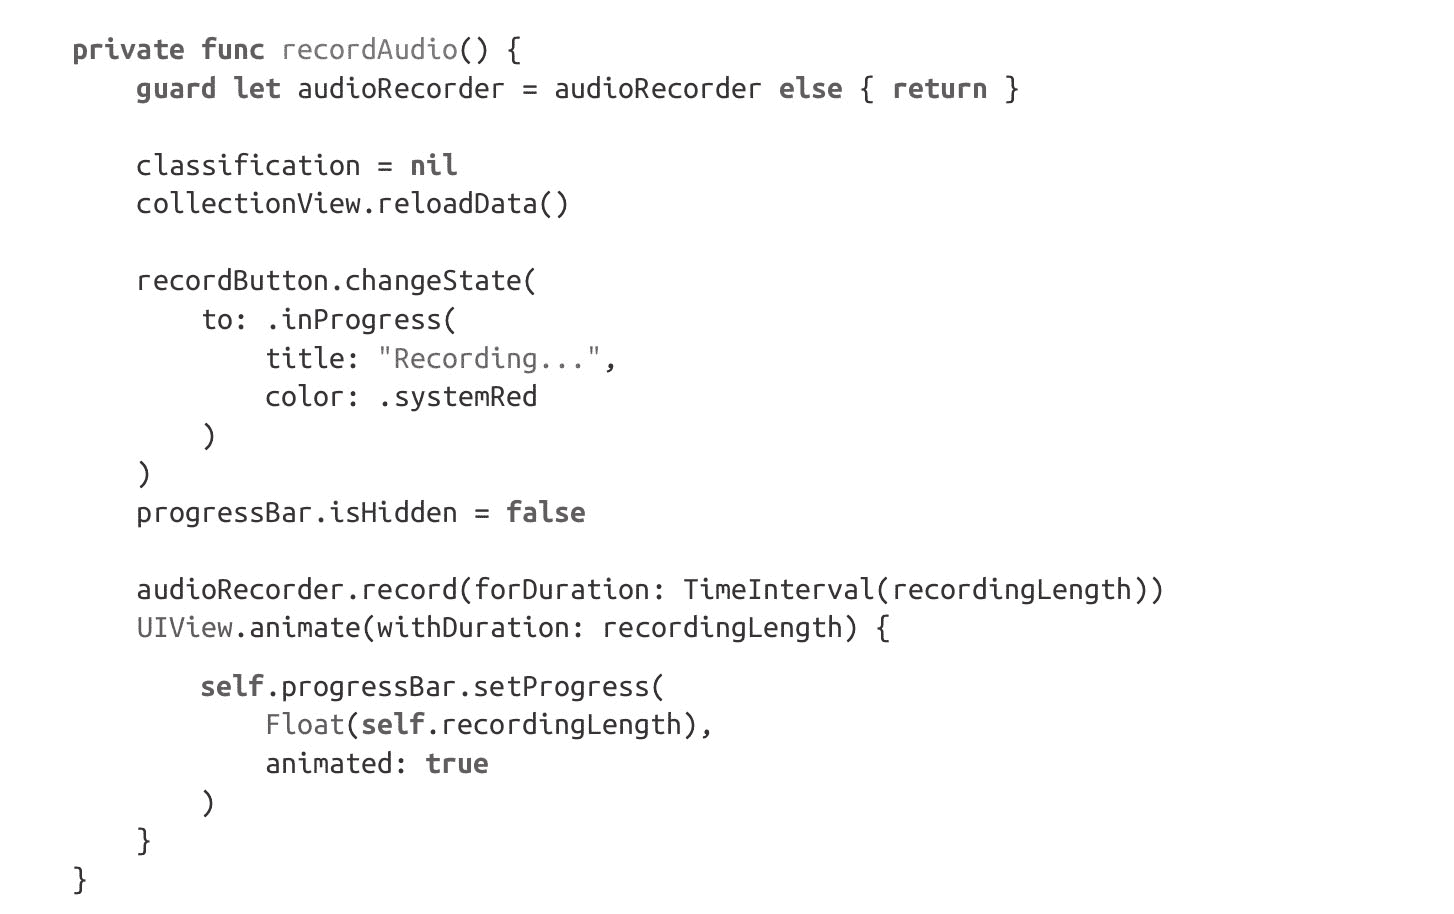 private func recordAudio() {
    guard let audioRecorder = audioRecorder else { return }

    classification = nil
    collectionView.reloadData()

    recordButton.changeState(
        to: .inProgress(
            title: "Recording...",
            color: .systemRed
        )
    )
    progressBar.isHidden = false

    audioRecorder.record(forDuration: TimeInterval(recordingLength))
    UIView.animate(withDuration: recordingLength) {

        self.progressBar.setProgress(
            Float(self.recordingLength),
            animated: true
        )
    }
}